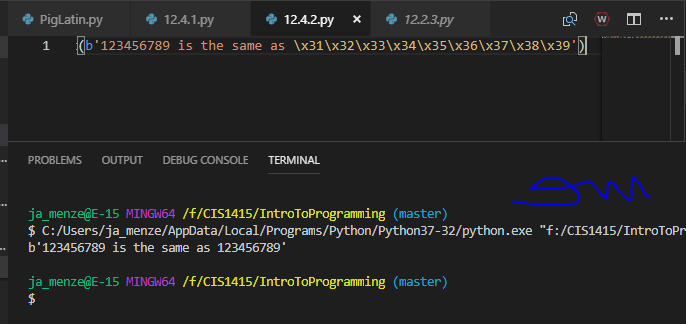 PigLatin.py 12.4.1.py 12.4.2.py 12.2.3.py
1 (b'123456789 is the same as \x31\x32\x33\x34\x35\x36\x37\x38\x39')
PROBLEMS OUTPUT DEBUG CONSOLE TERMINAL
ja_menze@E-15 MINGW64 /f/CIS1415/IntroToProgramming (master)
$ C:/Users/ja_menze/AppData/Local/Programs/Python/Python37-32/python.exe "f:/CIS1415/IntroToPr
b'123456789 is the same as 123456789'
ja_menze@E-15 MINGW64 /f/CIS1415/IntroToProgramming (master)
$